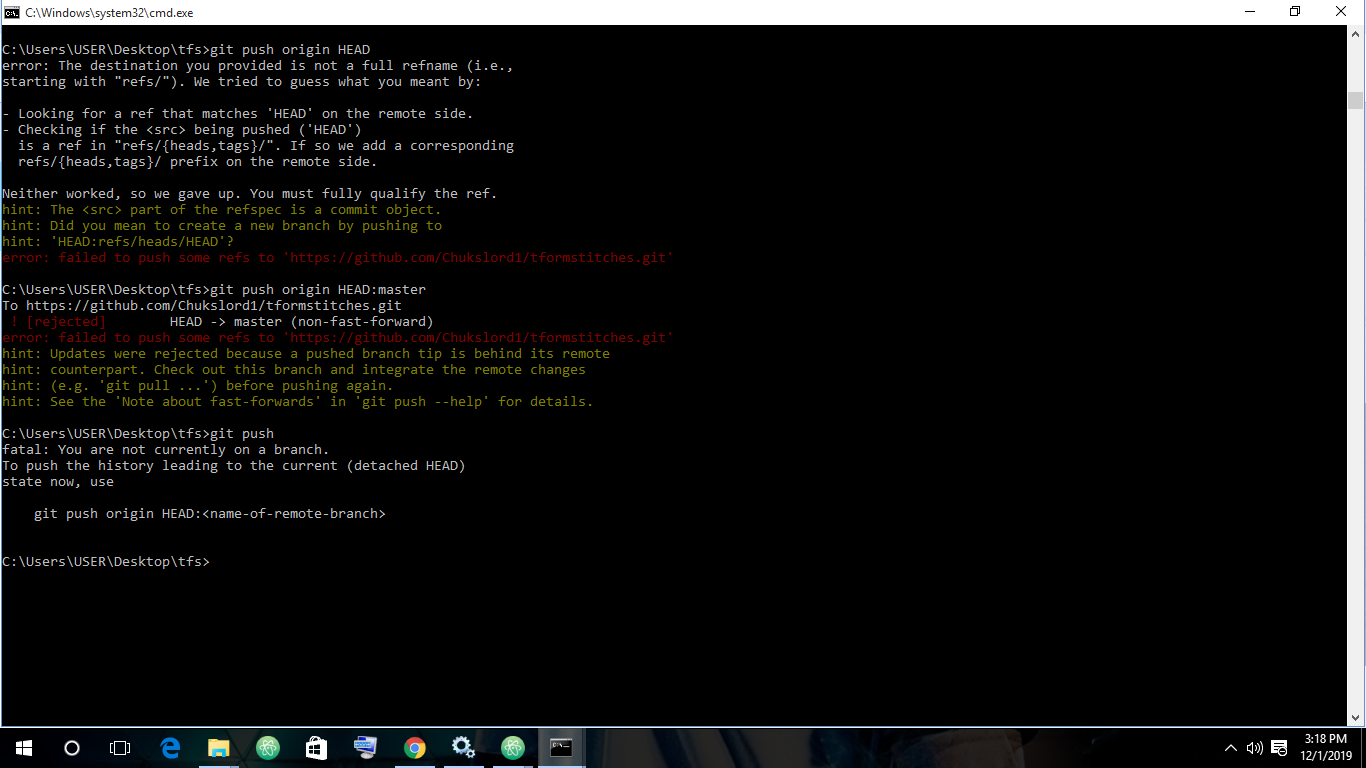 C:\Windows\system32\cmd.exe
C:\Users\USER\Desktop\tfs>git push origin HEAD
error: The destination you provided is not a full refname (i.e.,
starting with "refs/"). We tried to guess what you meant by:
- Looking for a ref that matches 'HEAD' on the remote side.
- Checking if the <src> being pushed ('HEAD')
  is a ref in "refs/{heads,tags}/". If so we add a corresponding
  refs/{heads,tags}/ prefix on the remote side.
Neither worked, so we gave up. You must fully qualify the ref.
hint: The <src> part of the refspec is a commit object.
hint: Did you mean to create a new branch by pushing to
hint: 'HEAD:refs/heads/HEAD'?
error: failed to push some refs to 'https://github.com/Chukslord1/tformstitches.git'
C:\Users\USER\Desktop\tfs>git push origin HEAD:master
To https://github.com/Chukslord1/tformstitches.git
 ! [rejected]        HEAD -> master (non-fast-forward)
error: failed to push some refs to 'https://github.com/Chukslord1/tformstitches.git'
hint: Updates were rejected because a pushed branch tip is behind its remote
hint: counterpart. Check out this branch and integrate the remote changes
hint: (e.g. 'git pull ...') before pushing again.
hint: See the 'Note about fast-forwards' in 'git push --help' for details.
C:\Users\USER\Desktop\tfs>git push
fatal: You are not currently on a branch.
To push the history leading to the current (detached HEAD)
state now, use
    git push origin HEAD:<name-of-remote-branch>
C:\Users\USER\Desktop\tfs>
3:18 PM
12/1/2019